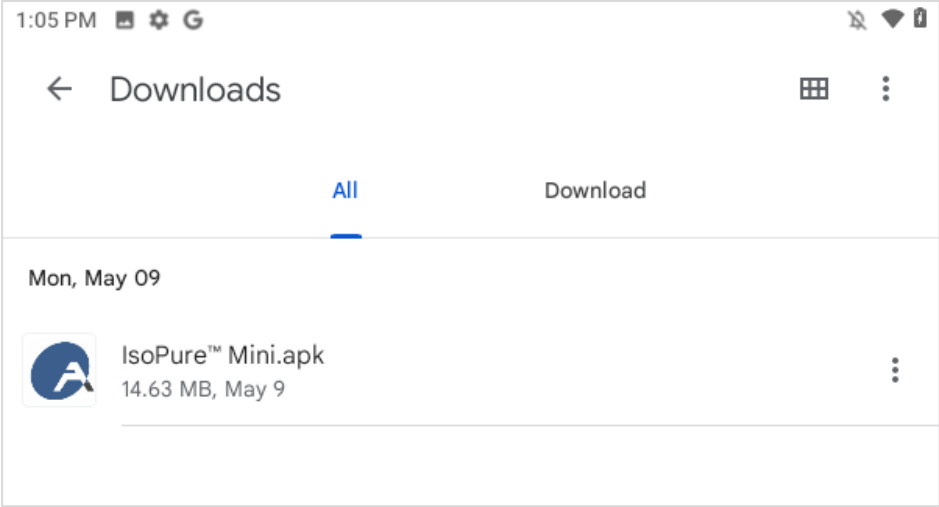 1:05 PM
Downloads
All
Download
Mon, May 09
IsoPure™ Mini.apk
14.63 MB, May 9